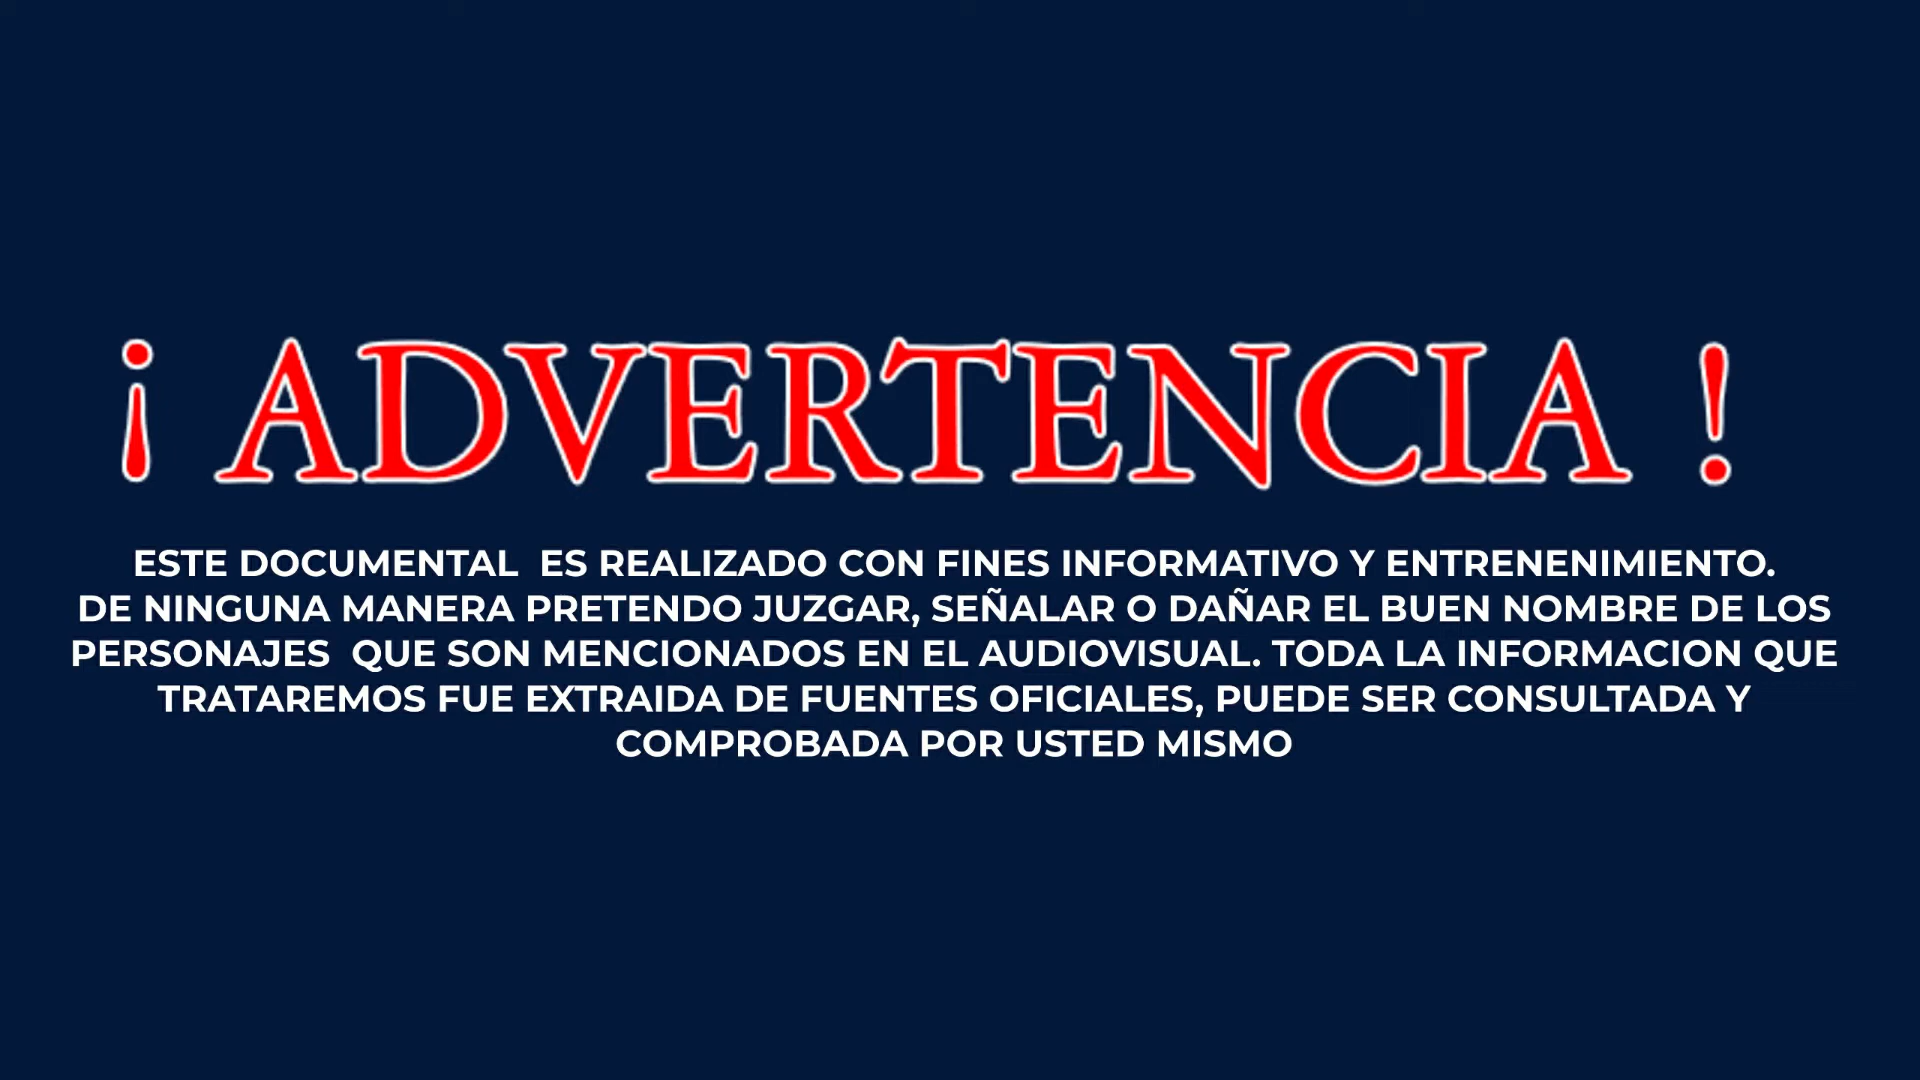 ¡ ADVERTENCIA !
ESTE DOCUMENTAL ES REALIZADO CON FINES INFORMATIVO Y ENTRENENIMIENTO.
DE NINGUNA MANERA PRETENDO JUZGAR, SEÑALAR O DAÑAR EL BUEN NOMBRE DE LOS
PERSONAJES QUE SON MENCIONADOS EN EL AUDIOVISUAL. TODA LA INFORMACION QUE
TRATAREMOS FUE EXTRAIDA DE FUENTES OFICIALES, PUEDE SER CONSULTADA Y
COMPROBADA POR USTED MISMO